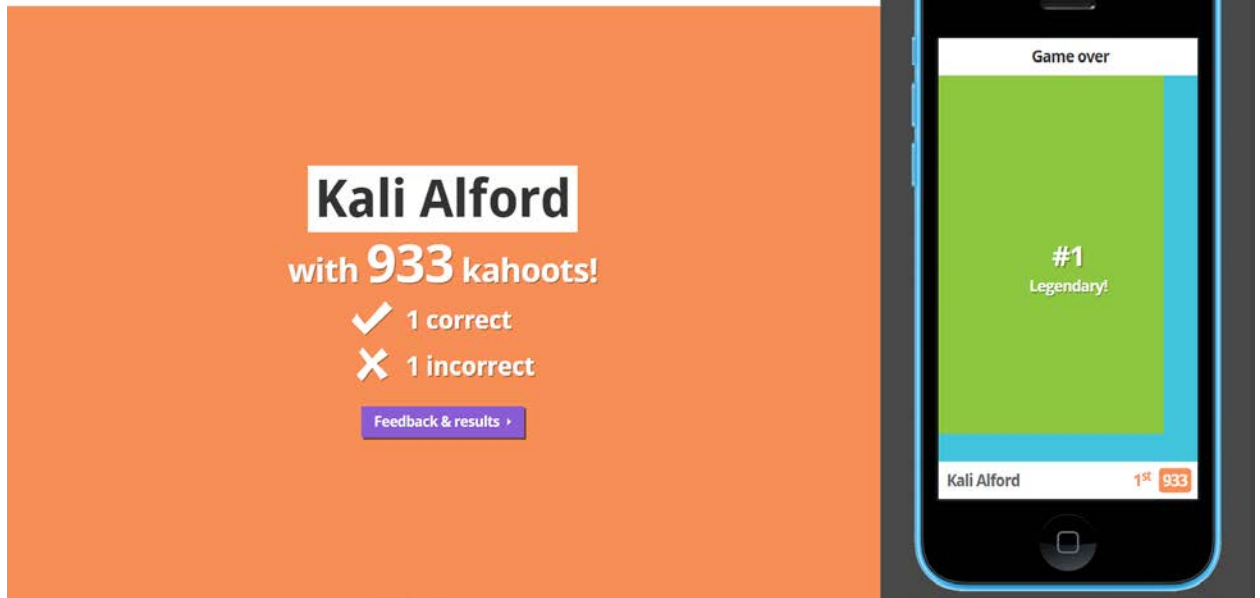 Kali Alford
with 933 kahoots!
1 correct
1 incorrect
Feedback & results
Game over
#1
Legendary!
Kali Alford 1st 933